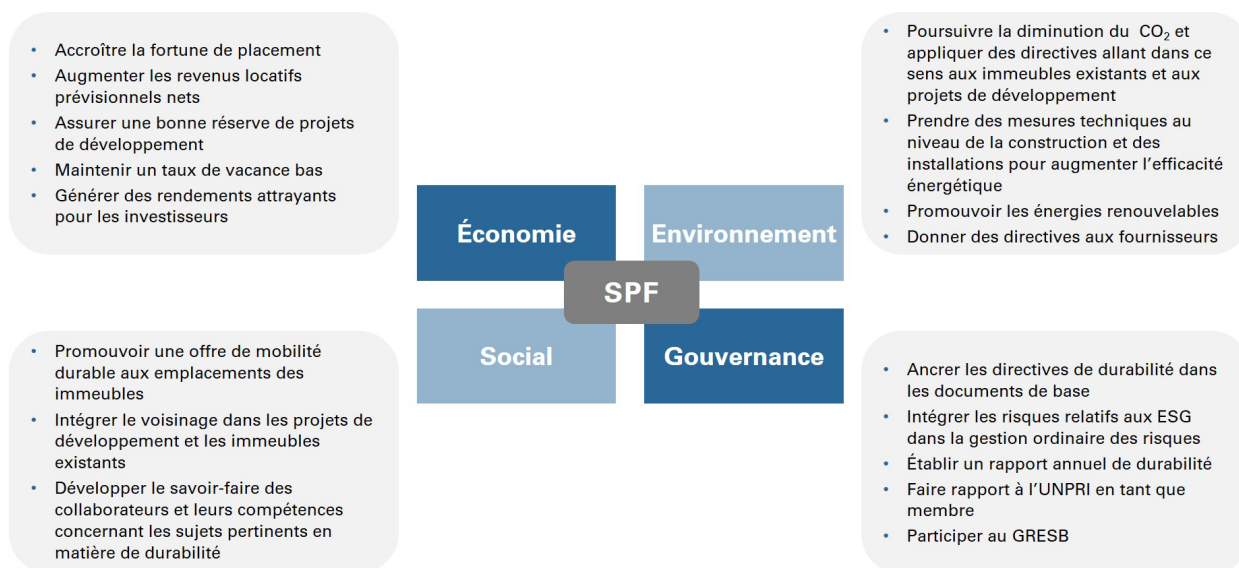 • Accroître la fortune de placement
• Augmenter les revenus locatifs
prévisionnels nets
• Assurer une bonne réserve de projets
de développement
• Maintenir un taux de vacance bas
• Générer des rendements attrayants
pour les investisseurs
• Poursuivre la diminution du CO₂ et
appliquer des directives allant dans ce
sens aux immeubles existants et aux
projets de développement
• Prendre des mesures techniques au
niveau de la construction et des
installations pour augmenter l’efficacité
énergétique
• Promouvoir les énergies renouvelables
• Donner des directives aux fournisseurs
Économie
Environnement
SPF
Social
Gouvernance
• Promouvoir une offre de mobilité
durable aux emplacements des
immeubles
• Intégrer le voisinage dans les projets de
développement et les immeubles
existants
• Développer le savoir-faire des
collaborateurs et leurs compétences
concernant les sujets pertinents en
matière de durabilité
• Ancrer les directives de durabilité dans
les documents de base
• Intégrer les risques relatifs aux ESG
dans la gestion ordinaire des risques
• Établir un rapport annuel de durabilité
• Faire rapport à l’UNPRI en tant que
membre
• Participer au GRESB